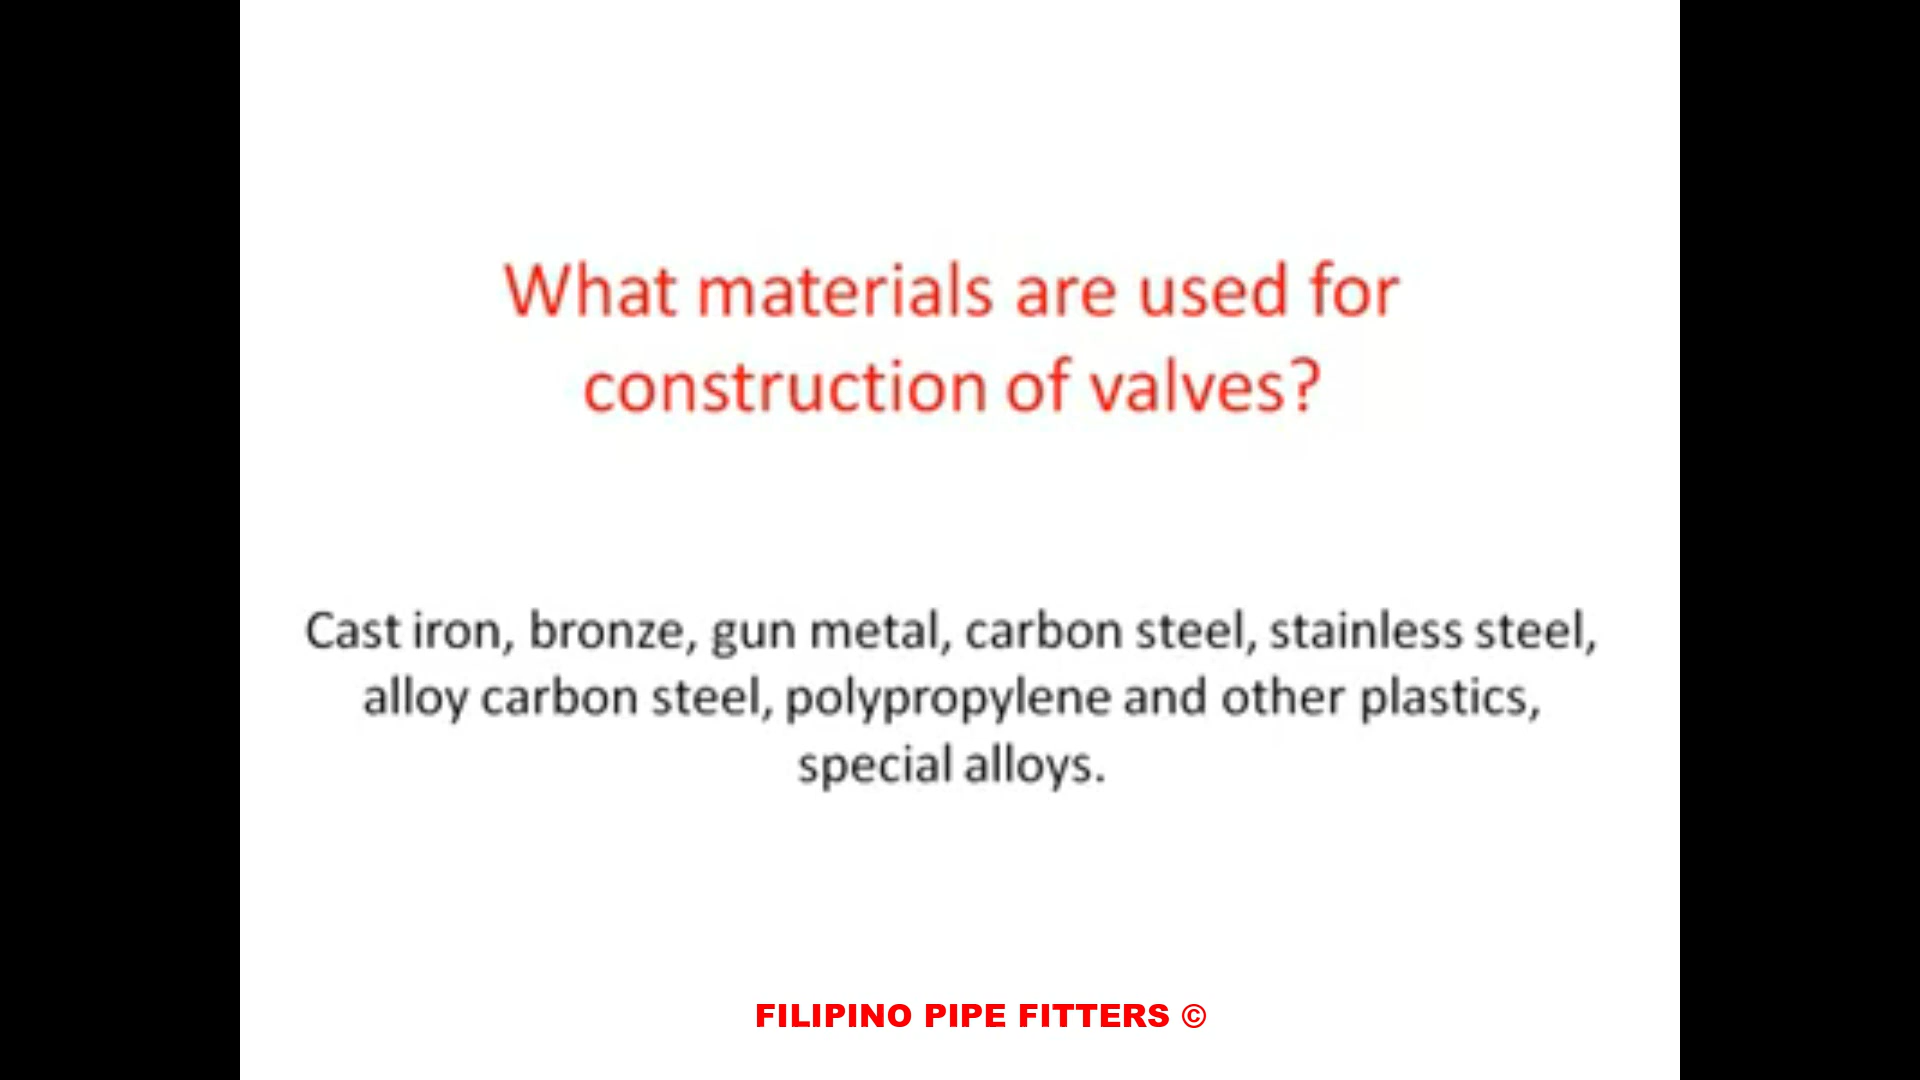 What materials are used for
construction of valves?
Cast iron, bronze, gun metal, carbon steel, stainless steel,
alloy carbon steel, polypropylene and other plastics,
special alloys.
FILIPINO PIPE FITTERS ©